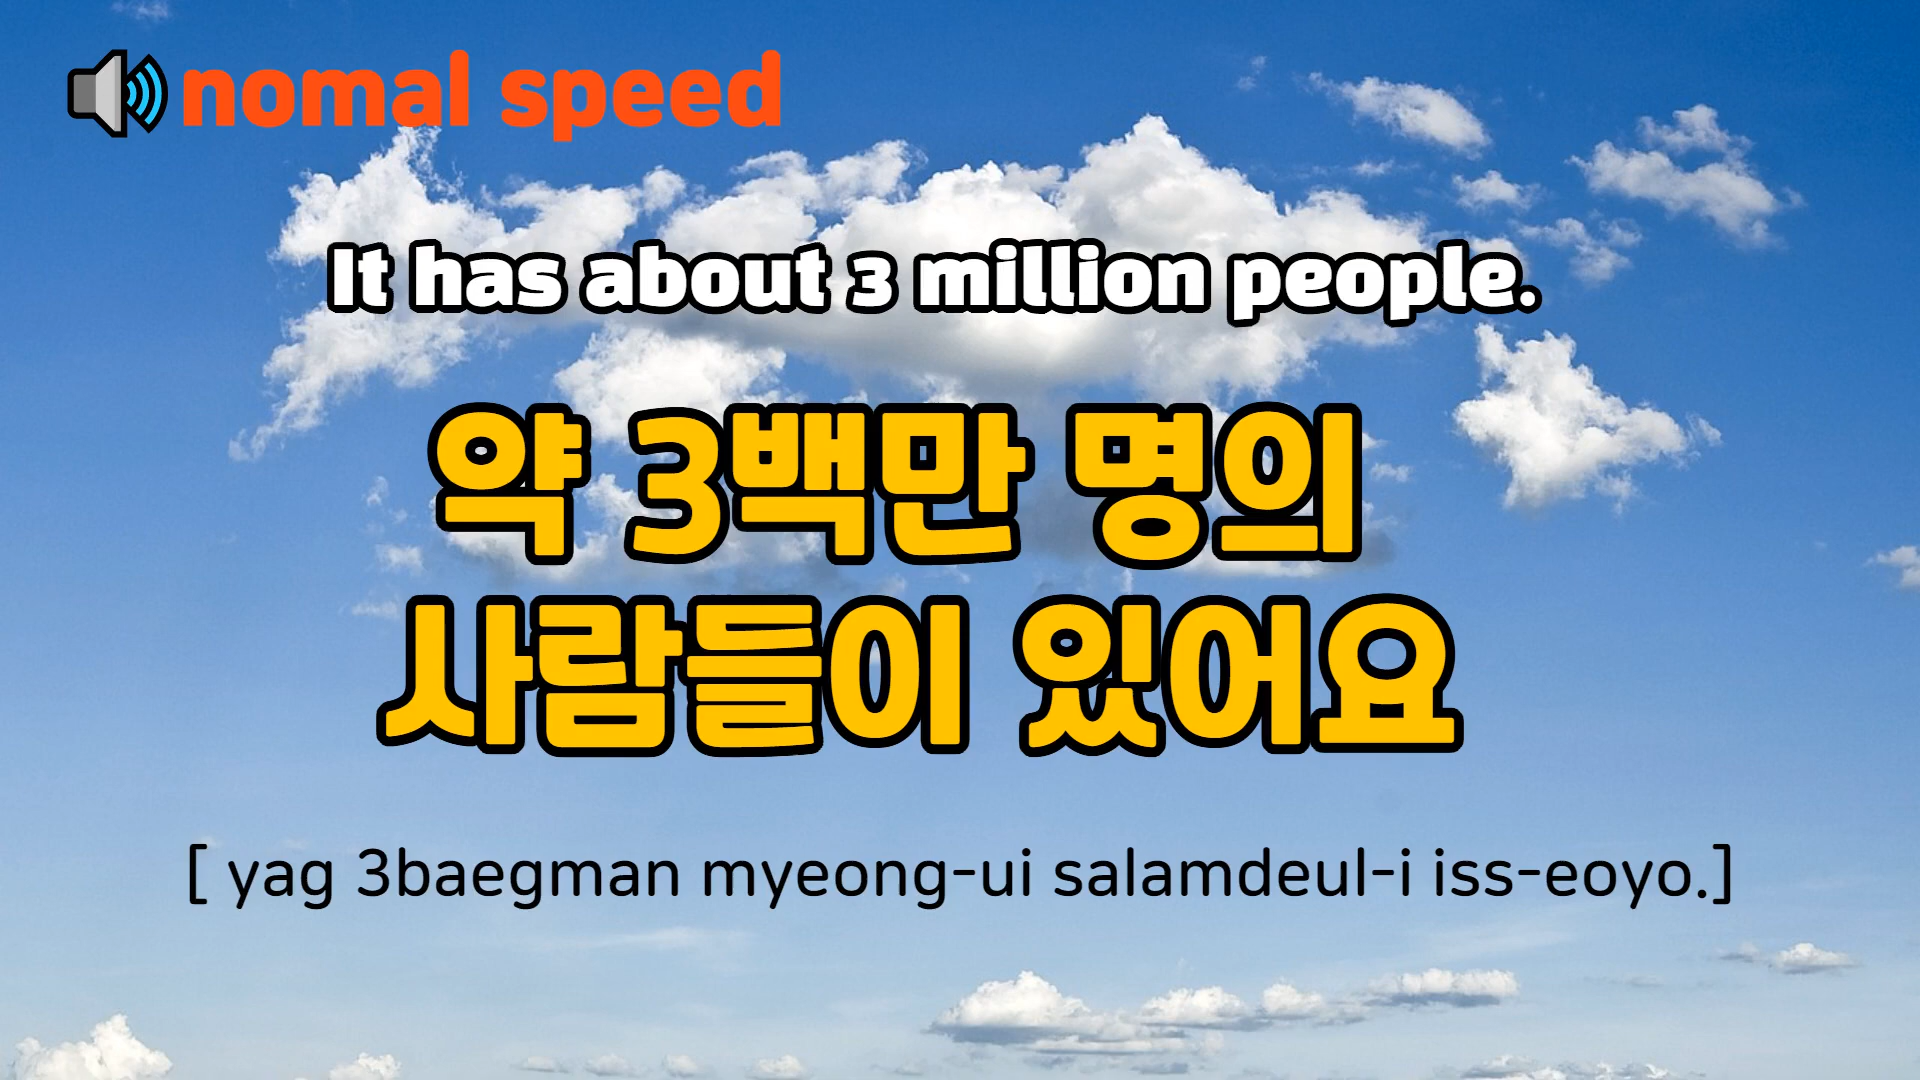 nomal speed
It has about 3 million people.
약 3백만 명의
사람들이 있어요
[ yag 3baegman myeong-ui salamdeul-i iss-eoyo.]